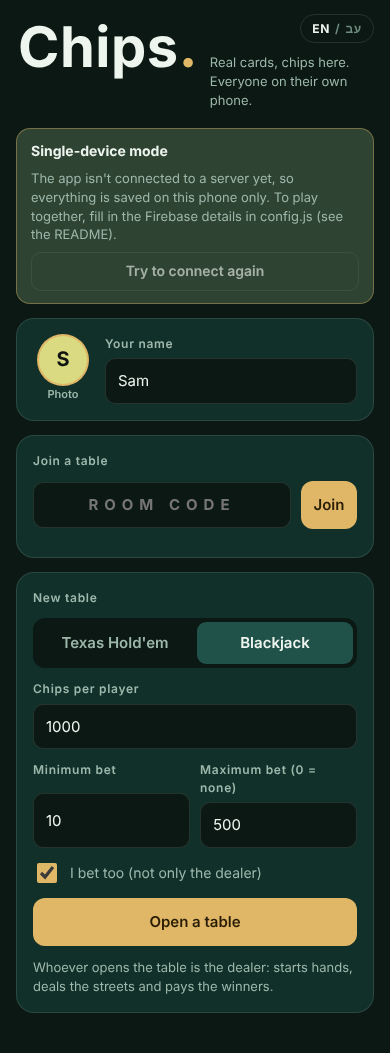 Chips.
EN / עב
Real cards, chips here.
Everyone on their own
phone.
Single-device mode
The app isn't connected to a server yet, so
everything is saved on this phone only. To play
together, fill in the Firebase details in config.js (see
the README).
Try to connect again
S
Photo
Your name
Sam
Join a table
ROOM CODE
Join
New table
Texas Hold'em
Blackjack
Chips per player
1000
Minimum bet
Maximum bet (0 =
none)
10
500
I bet too (not only the dealer)
Open a table
Whoever opens the table is the dealer: starts hands,
deals the streets and pays the winners.